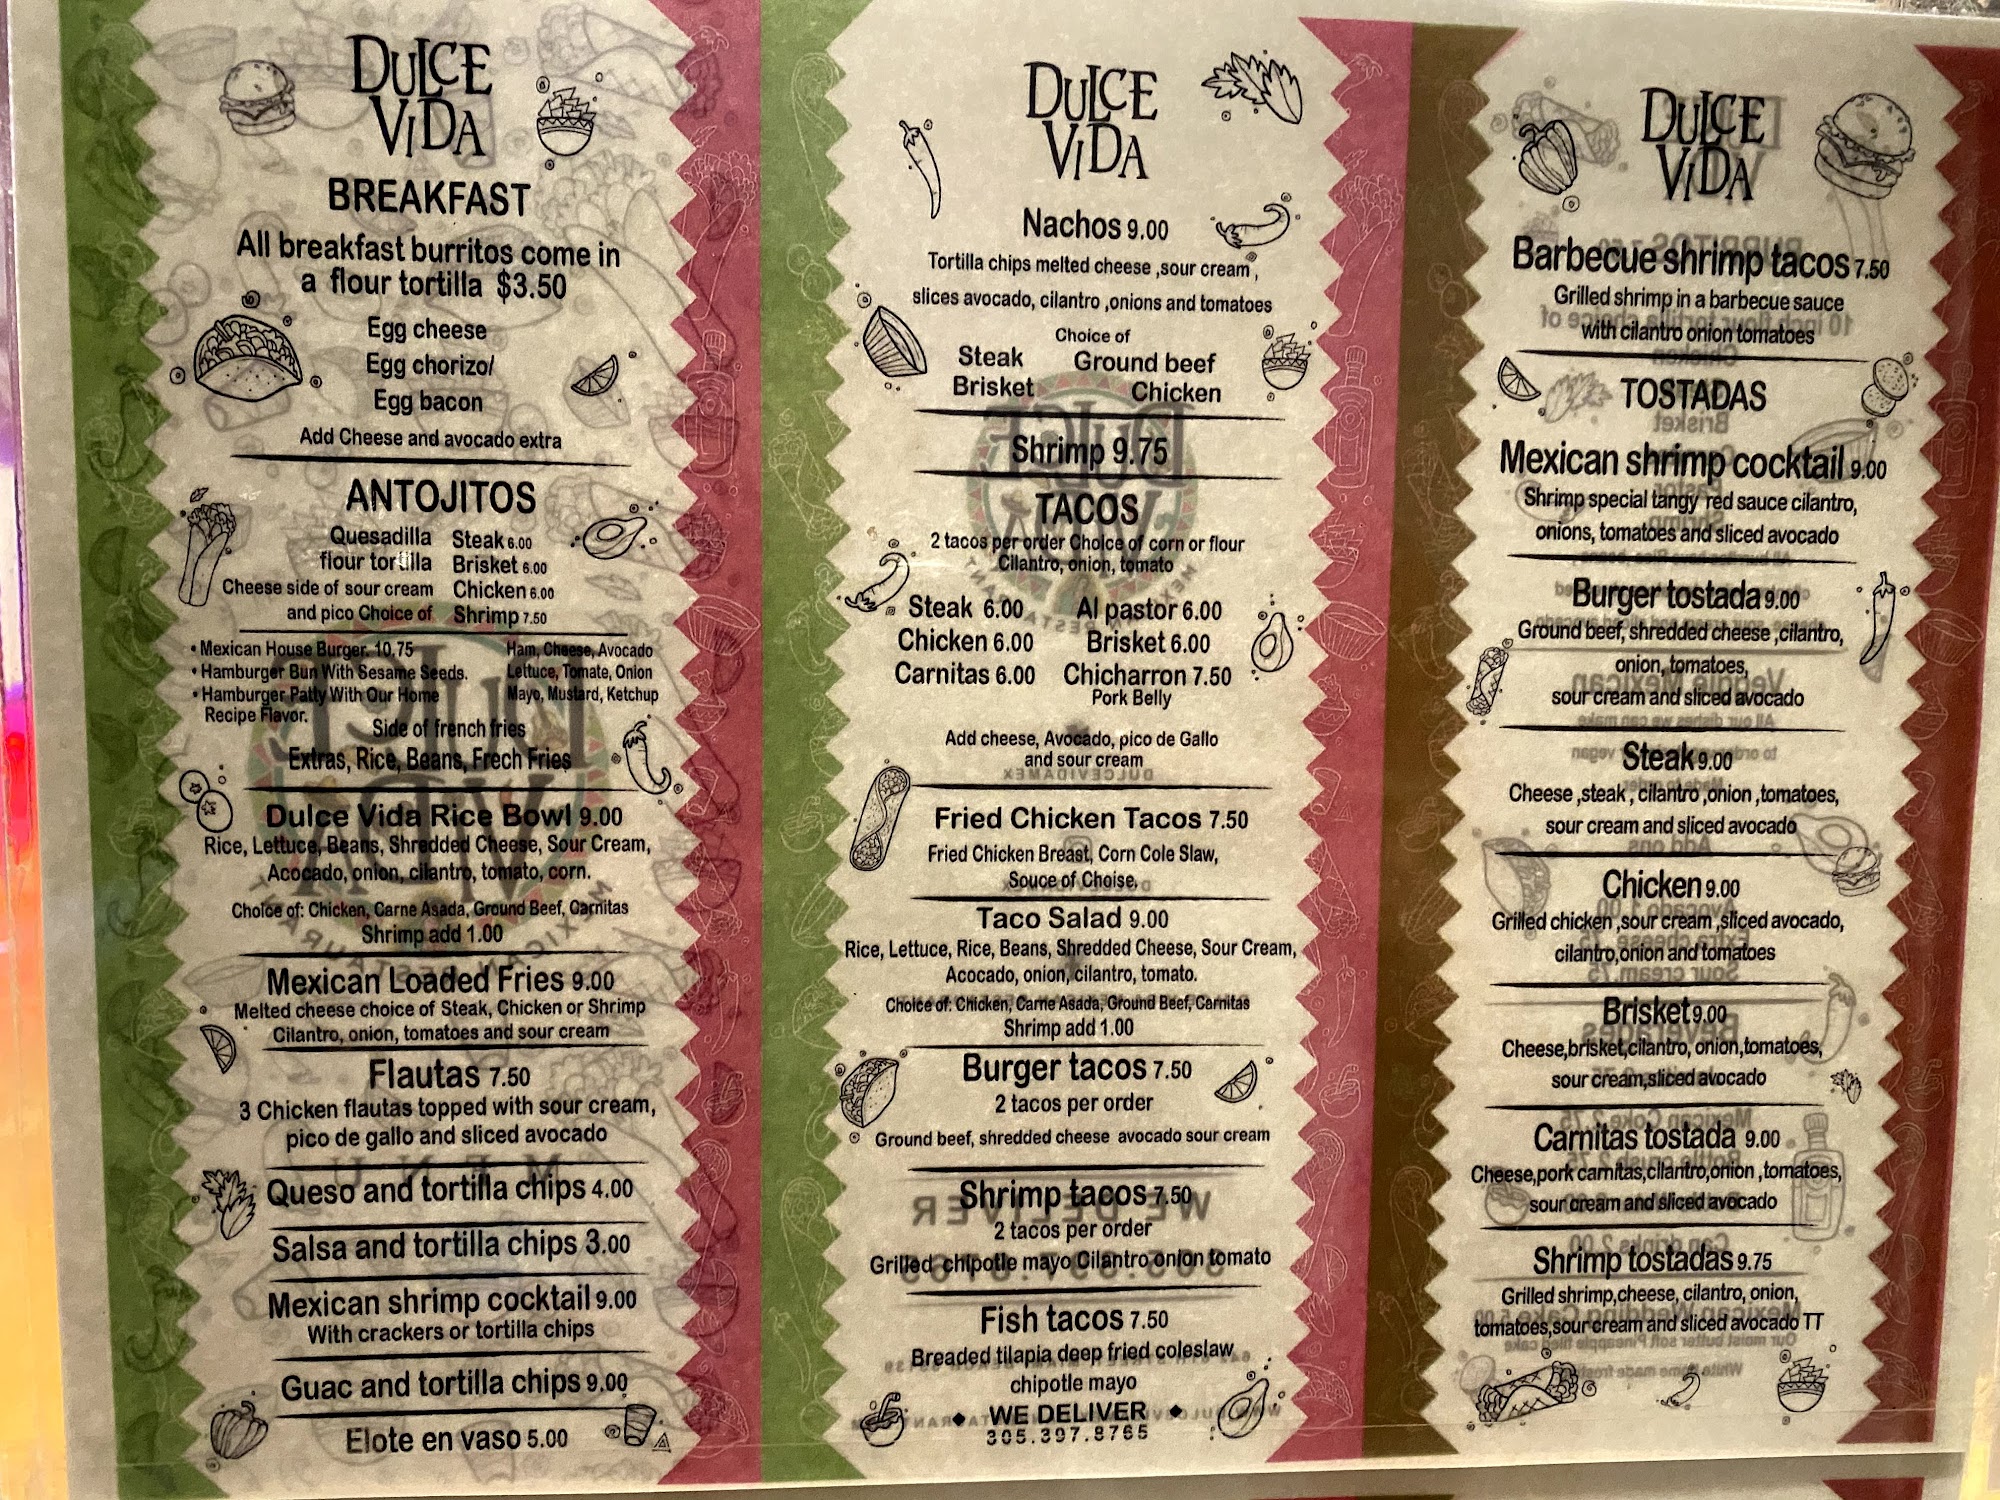 DULCE
VIDA
BREAKFAST
All breakfast burritos come in
a flour tortilla $3.50
Egg cheese
Egg chorizo/
Egg bacon
Add Cheese and avocado extra
ANTOJITOS
Quesadilla Steak 6.00
flour tortilla Brisket 6.00
Cheese side of sour cream Chicken 6.00
and pico Choice of Shrimp 7.50
• Mexican House Burger. 10.75 Ham, Cheese, Avocado
• Hamburger Bun With Sesame Seeds. Lettuce, Tomate, Onion
• Hamburger Patty With Our Home Mayo, Mustard, Ketchup
Recipe Flavor.
Side of french fries
Extras, Rice, Beans, Frech Fries
Dulce Vida Rice Bowl 9.00
Rice, Lettuce, Beans, Shredded Cheese, Sour Cream,
Acocado, onion, cilantro, tomato, corn.
Choice of: Chicken, Carne Asada, Ground Beef, Carnitas
Shrimp add 1.00
Mexican Loaded Fries 9.00
Melted cheese choice of Steak, Chicken or Shrimp
Cilantro, onion, tomatoes and sour cream
Flautas 7.50
3 Chicken flautas topped with sour cream,
pico de gallo and sliced avocado
Queso and tortilla chips 4.00
Salsa and tortilla chips 3.00
Mexican shrimp cocktail 9.00
With crackers or tortilla chips
Guac and tortilla chips 9.00
Elote en vaso 5.00
DULCE
VIDA
Nachos 9.00
Tortilla chips melted cheese ,sour cream ,
slices avocado, cilantro ,onions and tomatoes
Choice of
Steak Ground beef
Brisket Chicken
Shrimp 9.75
TACOS
2 tacos per order Choice of corn or flour
Cilantro, onion, tomato
Steak 6.00 Al pastor 6.00
Chicken 6.00 Brisket 6.00
Carnitas 6.00 Chicharron 7.50
Pork Belly
Add cheese, Avocado, pico de Gallo
and sour cream
Fried Chicken Tacos 7.50
Fried Chicken Breast, Corn Cole Slaw,
Souce of Choise.
Taco Salad 9.00
Rice, Lettuce, Rice, Beans, Shredded Cheese, Sour Cream,
Acocado, onion, cilantro, tomato.
Choice of: Chicken, Carne Asada, Ground Beef, Carnitas
Shrimp add 1.00
Burger tacos 7.50
2 tacos per order
Ground beef, shredded cheese avocado sour cream
Shrimp tacos 7.50
2 tacos per order
Grilled chipotle mayo Cilantro onion tomato
Fish tacos 7.50
Breaded tilapia deep fried coleslaw
chipotle mayo
◆ WE DELIVER ◆
305.397.8765
DULCE
VIDA
Barbecue shrimp tacos 7.50
Grilled shrimp in a barbecue sauce
with cilantro onion tomatoes
TOSTADAS
Mexican shrimp cocktail 9.00
Shrimp special tangy red sauce cilantro,
onions, tomatoes and sliced avocado
Burger tostada 9.00
Ground beef, shredded cheese ,cilantro,
onion, tomatoes,
sour cream and sliced avocado
Steak 9.00
Cheese ,steak , cilantro ,onion ,tomatoes,
sour cream and sliced avocado
Chicken 9.00
Grilled chicken ,sour cream ,sliced avocado,
cilantro,onion and tomatoes
Brisket 9.00
Cheese,brisket,cilantro, onion,tomatoes,
sour cream,sliced avocado
Carnitas tostada 9.00
Cheese,pork carnitas,cilantro,onion ,tomatoes,
sour cream and sliced avocado
Shrimp tostadas 9.75
Grilled shrimp,cheese, cilantro, onion,
tomatoes,sour cream and sliced avocado TT